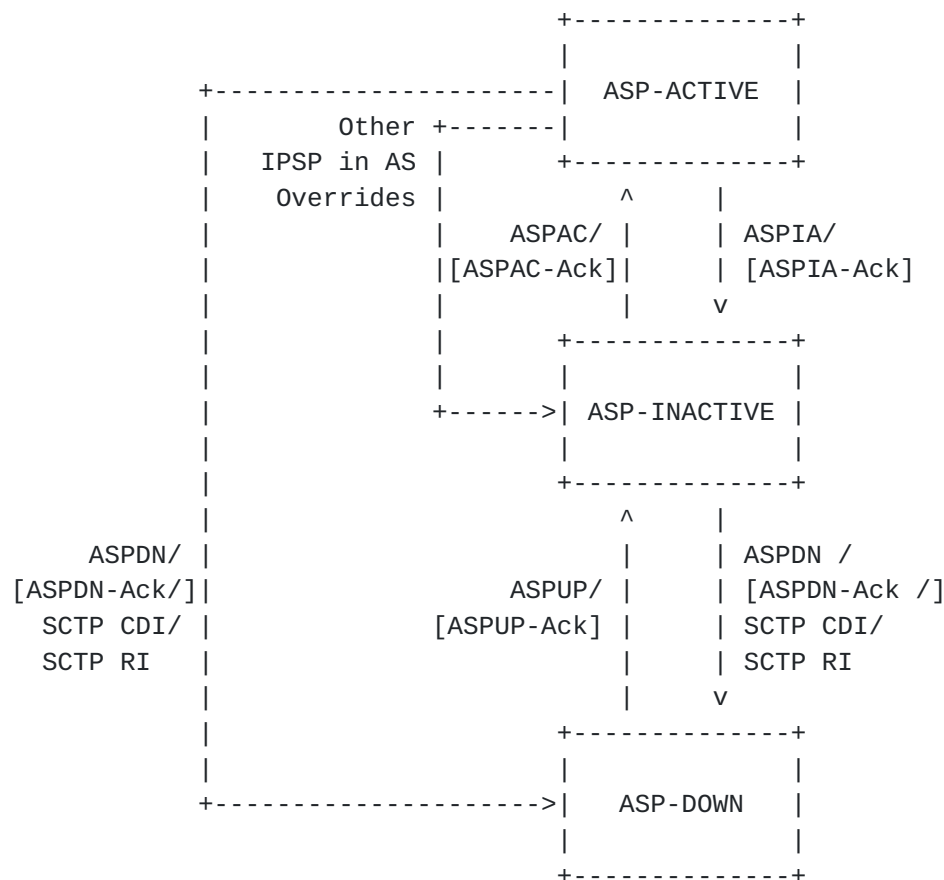 ASP-ACTIVE
Other
IPSP in AS
Overrides
ASPAC/ ASPIA/
[ASPAC-Ack] [ASPIA-Ack]
ASP-INACTIVE
ASPDN/ ASPDN /
[ASPDN-Ack/] ASPUP/ [ASPDN-Ack /]
SCTP CDI/ [ASPUP-Ack] SCTP CDI/
SCTP RI SCTP RI
ASP-DOWN